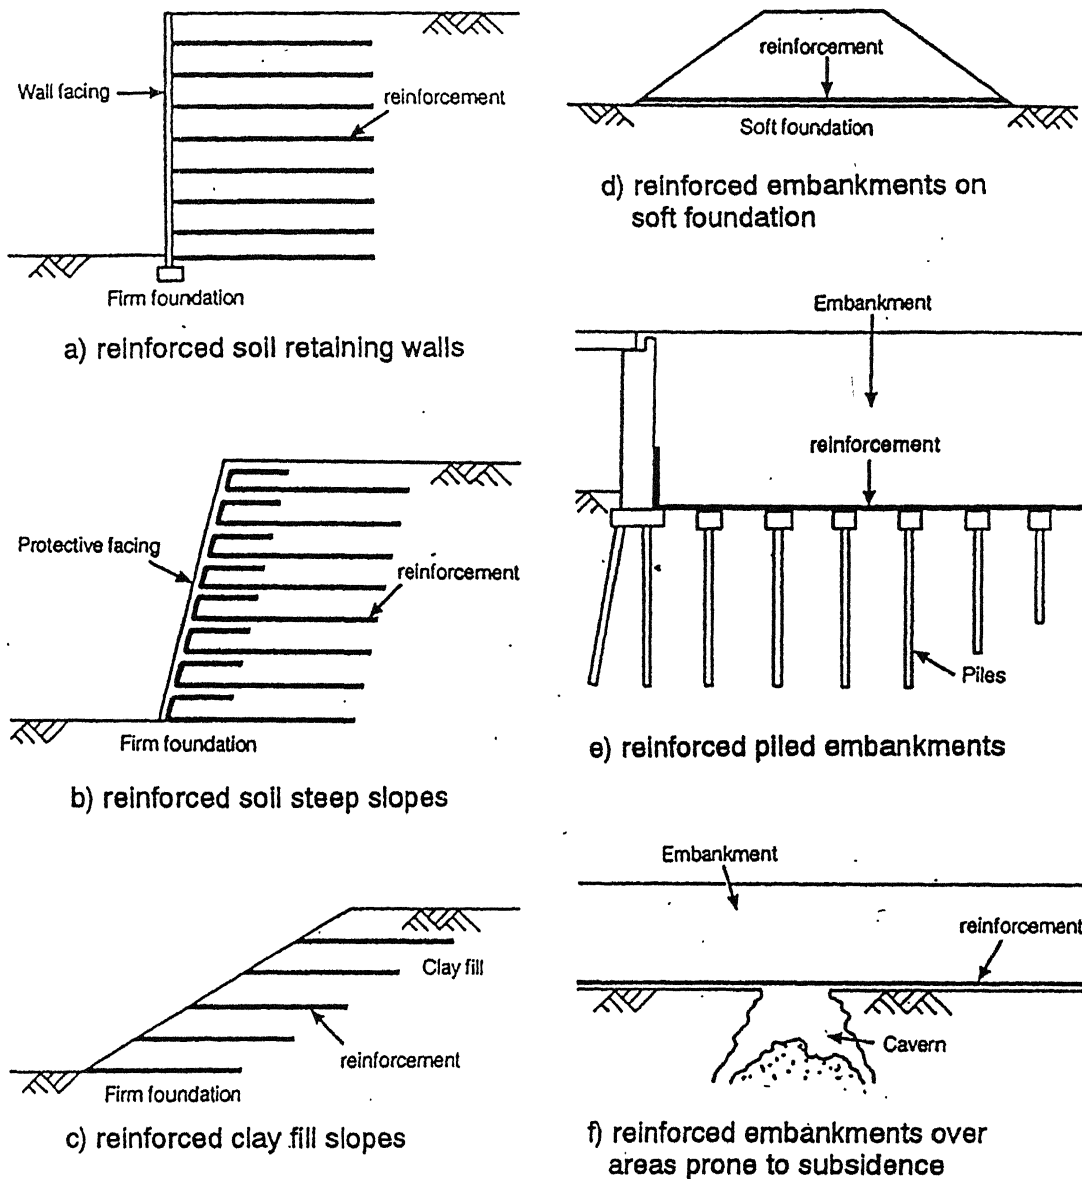 Wall facing
reinforcement
Firm foundation
a) reinforced soil retaining walls
Protective facing
reinforcement
Firm foundation
b) reinforced soil steep slopes
Clay fill
reinforcement
Firm foundation
c) reinforced clay fill slopes
reinforcement
Soft foundation
d) reinforced embankments on
soft foundation
Embankment
reinforcement
Piles
e) reinforced piled embankments
Embankment
reinforcement
Cavern
f) reinforced embankments over
areas prone to subsidence